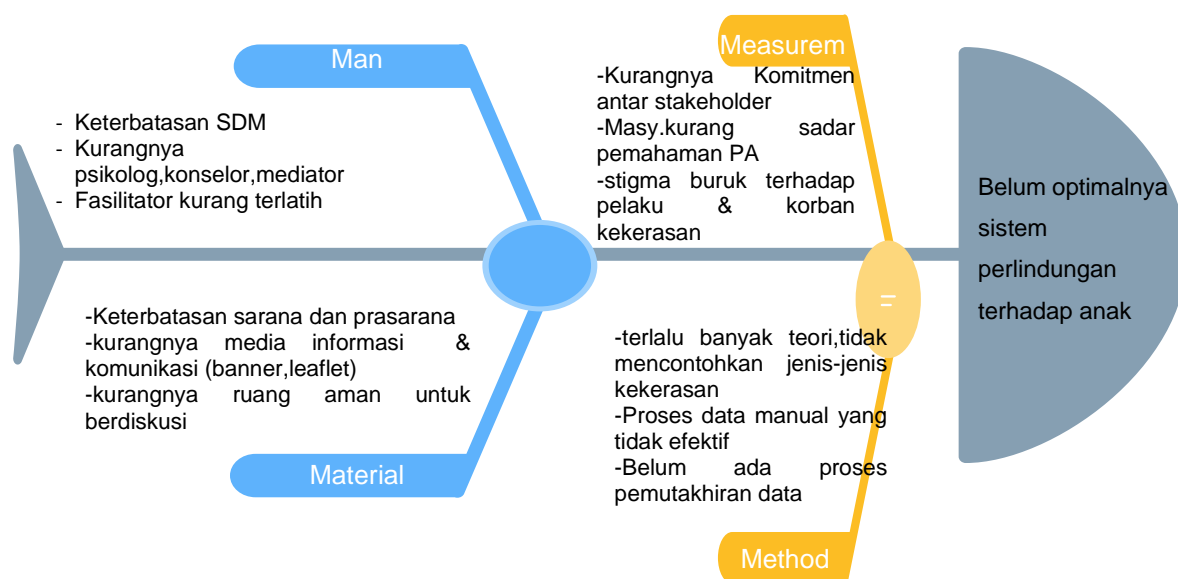 Man
- Keterbatasan SDM
- Kurangnya
psikolog,konselor,mediator
- Fasilitator kurang terlatih
Measurem
-Kurangnya Komitmen
antar stakeholder
-Masy.kurang sadar
pemahaman PA
-stigma buruk terhadap
pelaku & korban
kekerasan
Belum optimalnya
sistem
perlindungan
terhadap anak
-Keterbatasan sarana dan prasarana
-kurangnya media informasi &
komunikasi (banner,leaflet)
-kurangnya ruang aman untuk
berdiskusi
Material
=
-terlalu banyak teori,tidak
mencontohkan jenis-jenis
kekerasan
-Proses data manual yang
tidak efektif
-Belum ada proses
pemutakhiran data
Method